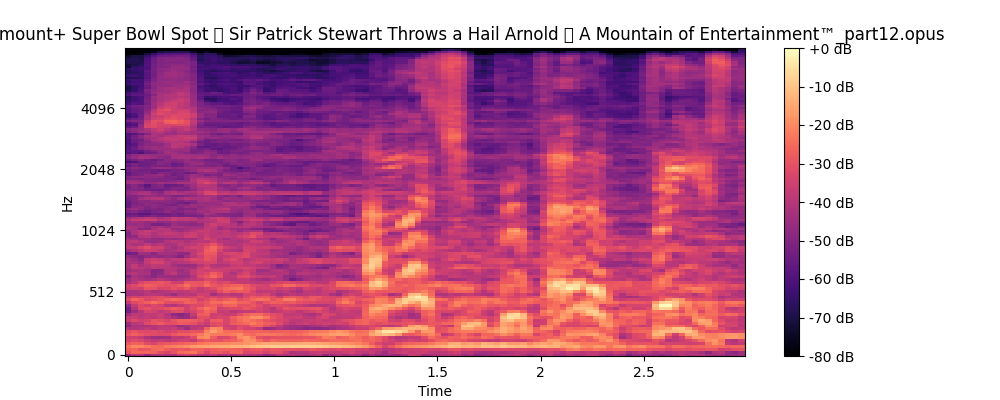 mount+ Super Bowl Spot ▯ Sir Patrick Stewart Throws a Hail Arnold ▯ A Mountain of Entertainment™ part12.opus
+0 dB
-10 dB
-20 dB
-30 dB
-40 dB
-50 dB
-60 dB
-70 dB
-80 dB
4096
2048
1024
512
0
Hz
0
0.5
1
1.5
2
2.5
Time